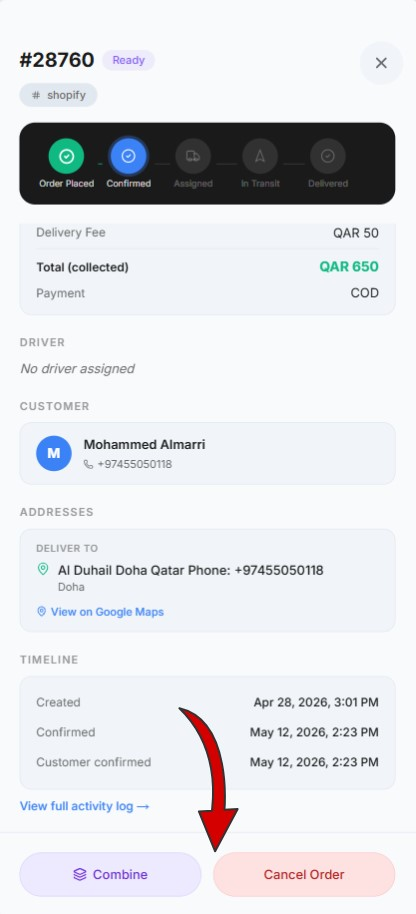 #28760 Ready
# shopify
Order Placed Confirmed Assigned In Transit Delivered
Delivery Fee QAR 50
Total (collected) QAR 650
Payment COD
DRIVER
No driver assigned
CUSTOMER
M Mohammed Almarri
+97455050118
ADDRESSES
DELIVER TO
Al Duhail Doha Qatar Phone: +97455050118
Doha
View on Google Maps
TIMELINE
Created Apr 28, 2026, 3:01 PM
Confirmed May 12, 2026, 2:23 PM
Customer confirmed May 12, 2026, 2:23 PM
View full activity log →
Combine Cancel Order